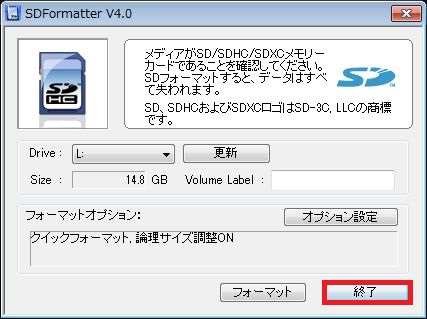 SDFormatter V4.0
SD
HC
メディアがSD/SDHC/SDXCメモリー
カードであることを確認してください。
SDフォーマットすると、データはすべ
て失われます。
SD、SDHCおよびSDXCロゴはSD-3C, LLCの商標
です。
SD
TM
Drive : L: 更新
Size : 14.8 GB Volume Label :
フォーマットオプション: オプション設定
クイックフォーマット, 論理サイズ調整ON
フォーマット 終了